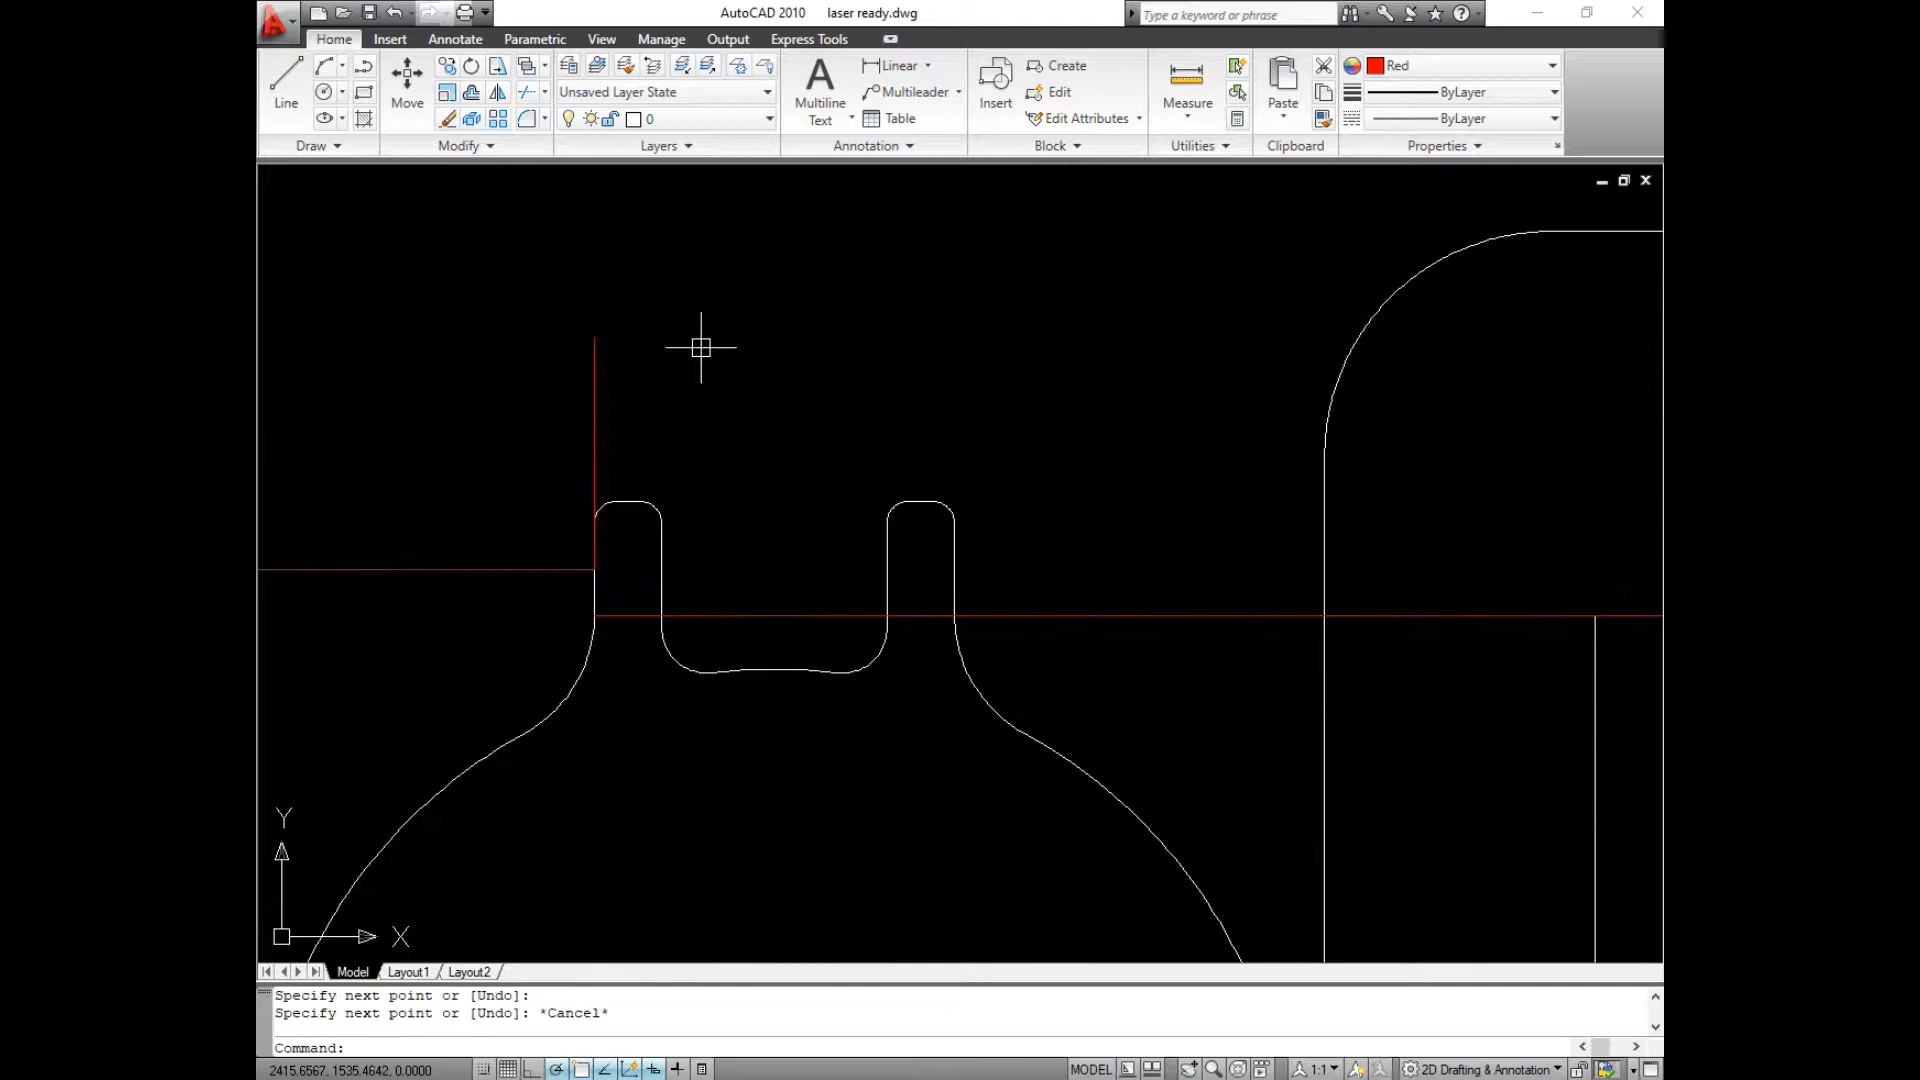 AutoCAD 2010 laser ready.dwg
Type a keyword or phrase
Home Insert Annotate Parametric View Manage Output Express Tools
Line
Move
Unsaved Layer State
0
Multiline
Text
Linear
Multileader
Table
Insert
Create
Edit
Edit Attributes
Measure
Paste
Red
ByLayer
ByLayer
Draw Modify Layers Annotation Block Utilities Clipboard Properties
Y
X
Model Layout1 Layout2
Specify next point or [Undo]:
Specify next point or [Undo]: *Cancel*
Command:
2415.6567, 1535.4642, 0.0000 MODEL 1:1 2D Drafting & Annotation